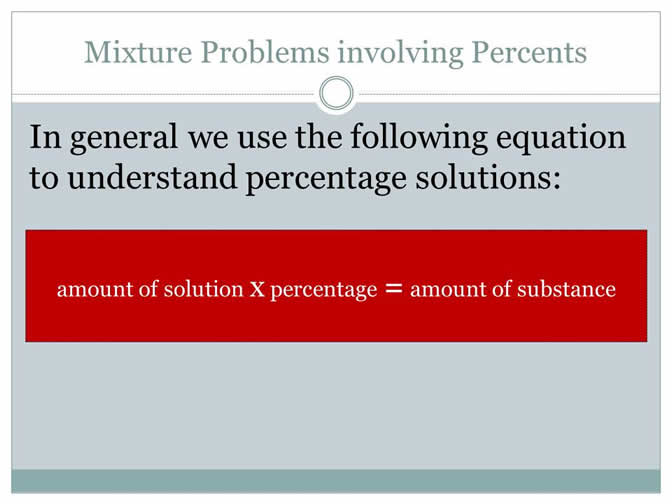 Mixture Problems involving Percents
In general we use the following equation
to understand percentage solutions:
amount of solution x percentage = amount of substance